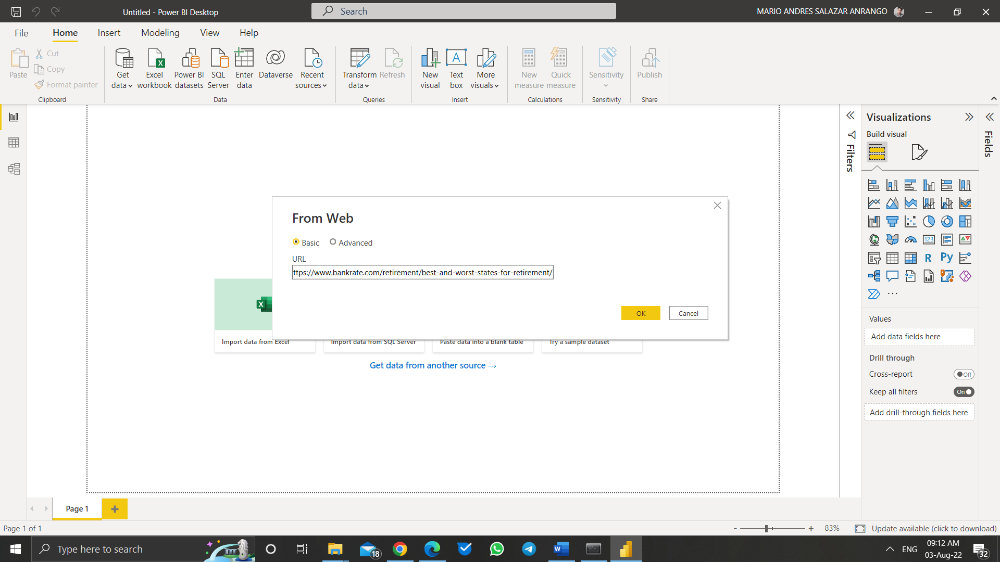 Untitled - Power BI Desktop
Search
MARIO ANDRES SALAZAR ANRANGO
File
Home
Insert
Modeling
View
Help
Paste
Cut
Copy
Format painter
Clipboard
Get data
Excel workbook
Power BI datasets
SQL Server
Enter data
Dataverse
Recent sources
Data
Transform data
Refresh
Queries
New visual
Text box
More visuals
Insert
New measure
Quick measure
Calculations
Sensitivity
Sensitivity
Publish
Share
Filters
Visualizations
Build visual
Fields
From Web
Basic
Advanced
URL
ttps://www.bankrate.com/retirement/best-and-worst-states-for-retirement/
OK
Cancel
Import data from Excel
Import data from SQL Server
Paste data into a blank table
Try a sample dataset
Get data from another source →
123
R
Py
...
Values
Add data fields here
Drill through
Cross-report
Off
Keep all filters
On
Add drill-through fields here
Page 1
Page 1 of 1
- + 83%
Update available (click to download)
Type here to search
18
ENG
09:12 AM
03-Aug-22
32